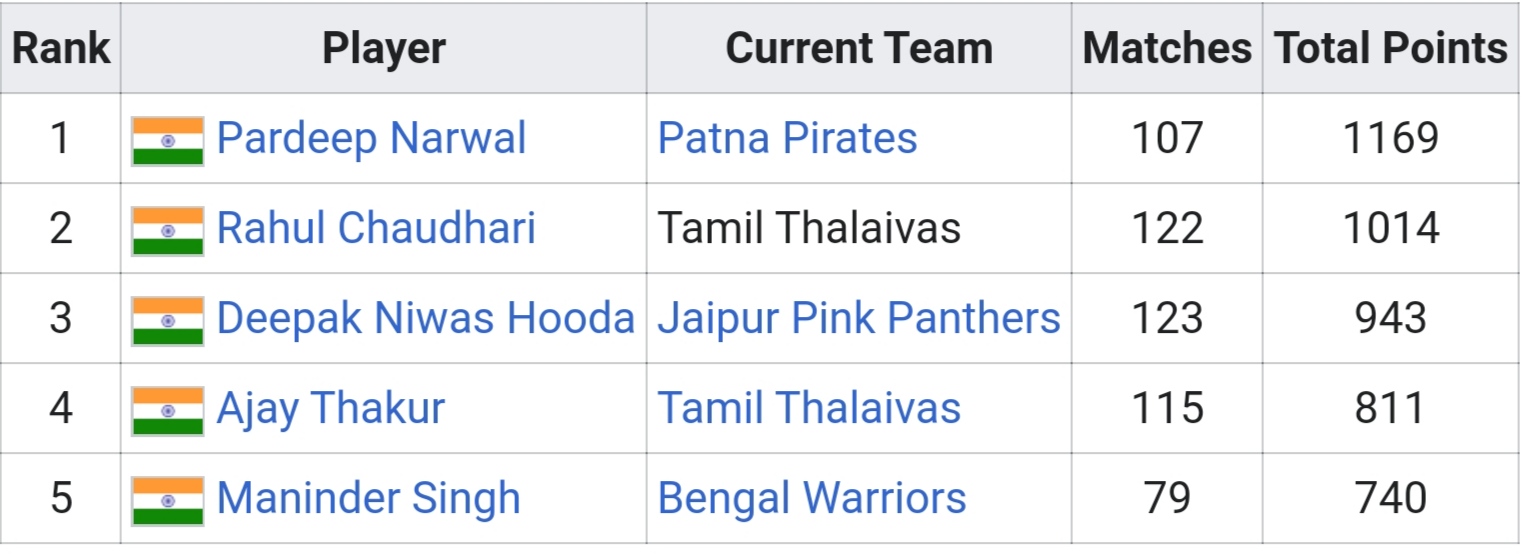 Rank Player Current Team Matches Total Points
1 Pardeep Narwal Patna Pirates 107 1169
2 Rahul Chaudhari Tamil Thalaivas 122 1014
3 Deepak Niwas Hooda Jaipur Pink Panthers 123 943
4 Ajay Thakur Tamil Thalaivas 115 811
5 Maninder Singh Bengal Warriors 79 740